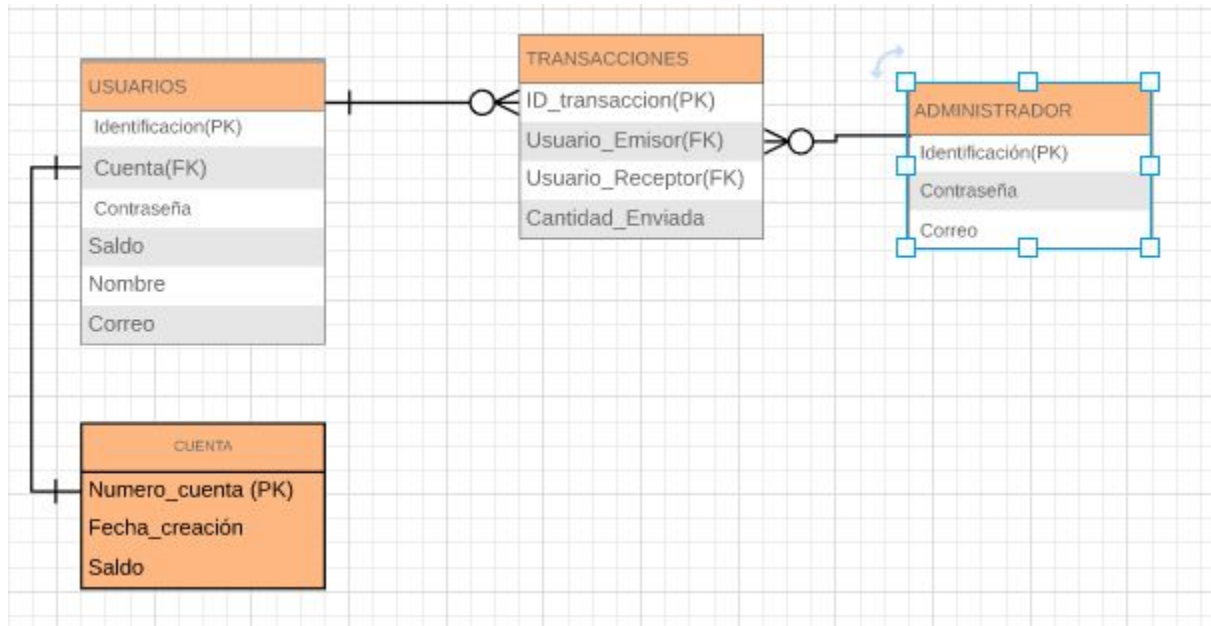 USUARIOS
Identificacion(PK)
Cuenta(FK)
Contraseña
Saldo
Nombre
Correo
TRANSACCIONES
ID_transaccion(PK)
Usuario_Emisor(FK)
Usuario_Receptor(FK)
Cantidad_Enviada
ADMINISTRADOR
Identificación(PK)
Contraseña
Correo
CUENTA
Numero_cuenta (PK)
Fecha_creación
Saldo